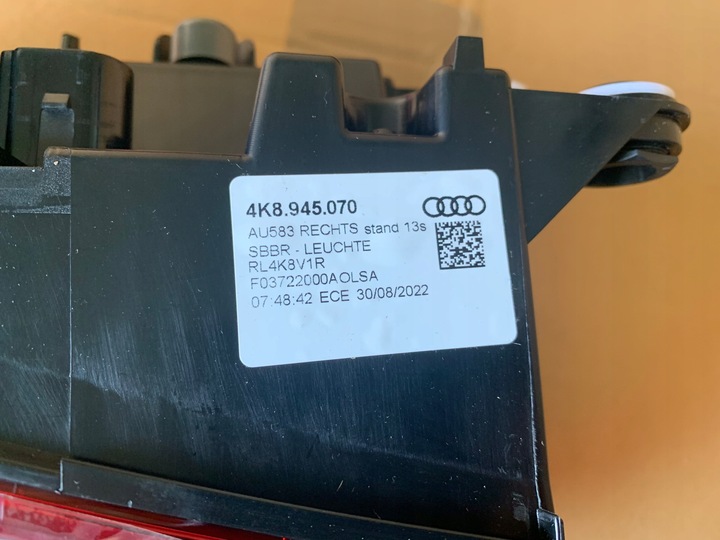 4K8.945.070
AU583 RECHTS stand 13s
SBBR - LEUCHTE
RL4K8V1R
F03722000AOLSA
07:48:42 ECE 30/08/2022